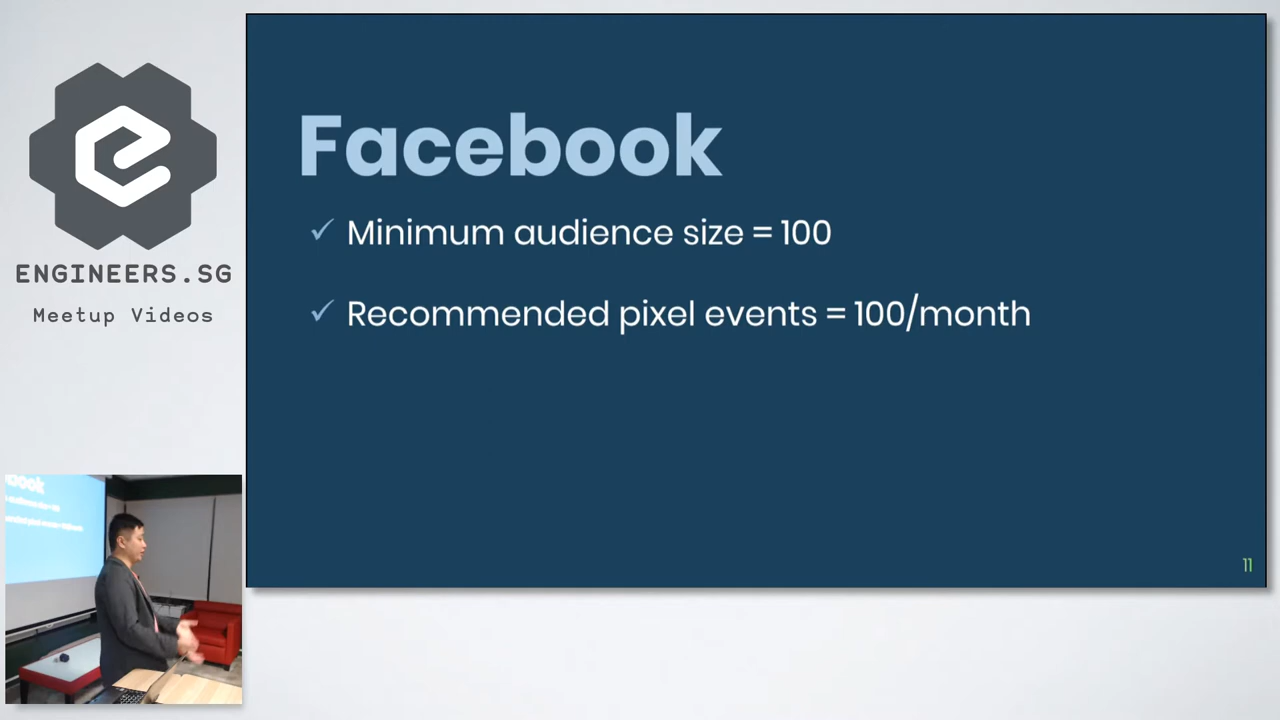 ENGINEERS.SG
Meetup Videos
Facebook
Minimum audience size = 100
Recommended pixel events = 100/month
11